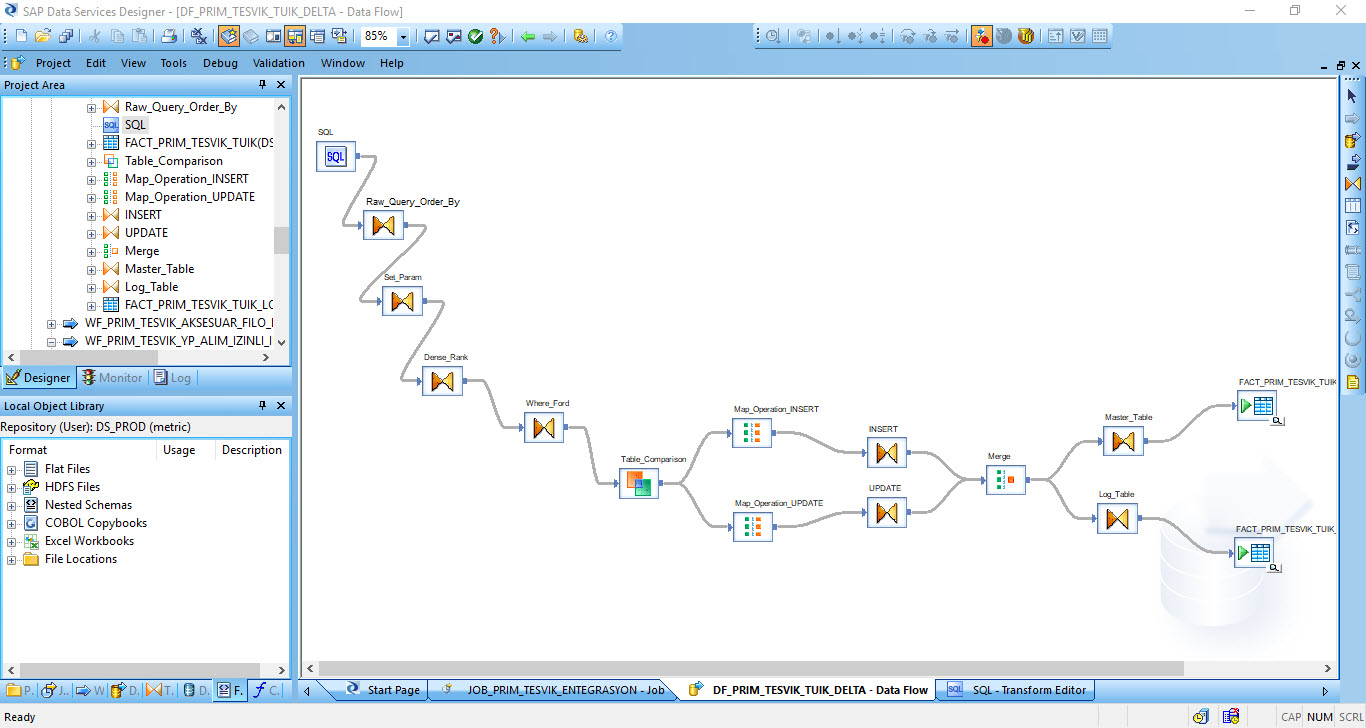 SAP Data Services Designer - [DF_PRIM_TESVIK_TUIK_DELTA - Data Flow]
85%
Project Edit View Tools Debug Validation Window Help
Project Area
Raw_Query_Order_By
SQL
FACT_PRIM_TESVIK_TUIK(DS
Table_Comparison
Map_Operation_INSERT
Map_Operation_UPDATE
INSERT
UPDATE
Merge
Master_Table
Log_Table
FACT_PRIM_TESVIK_TUIK_LO
WF_PRIM_TESVIK_AKSESUAR_FILO_
WF_PRIM_TESVIK_YP_ALIM_IZINLI_I
Designer Monitor Log
Local Object Library
Repository (User): DS_PROD (metric)
Format Usage Description
Flat Files
HDFS Files
Nested Schemas
COBOL Copybooks
Excel Workbooks
File Locations
P. J.. W D. T. D. F. C.
SQL
SQL
Raw_Query_Order_By
Set_Param
Dense_Rank
Where_Ford
Table_Comparison
Map_Operation_INSERT
Map_Operation_UPDATE
INSERT
UPDATE
Merge
Master_Table
Log_Table
FACT_PRIM_TESVIK_TUIK
FACT_PRIM_TESVIK_TUIK_
Start Page JOB_PRIM_TESVIK_ENTEGRASYON - Job DF_PRIM_TESVIK_TUIK_DELTA - Data Flow SQL SQL - Transform Editor
Ready CAP NUM SCRL